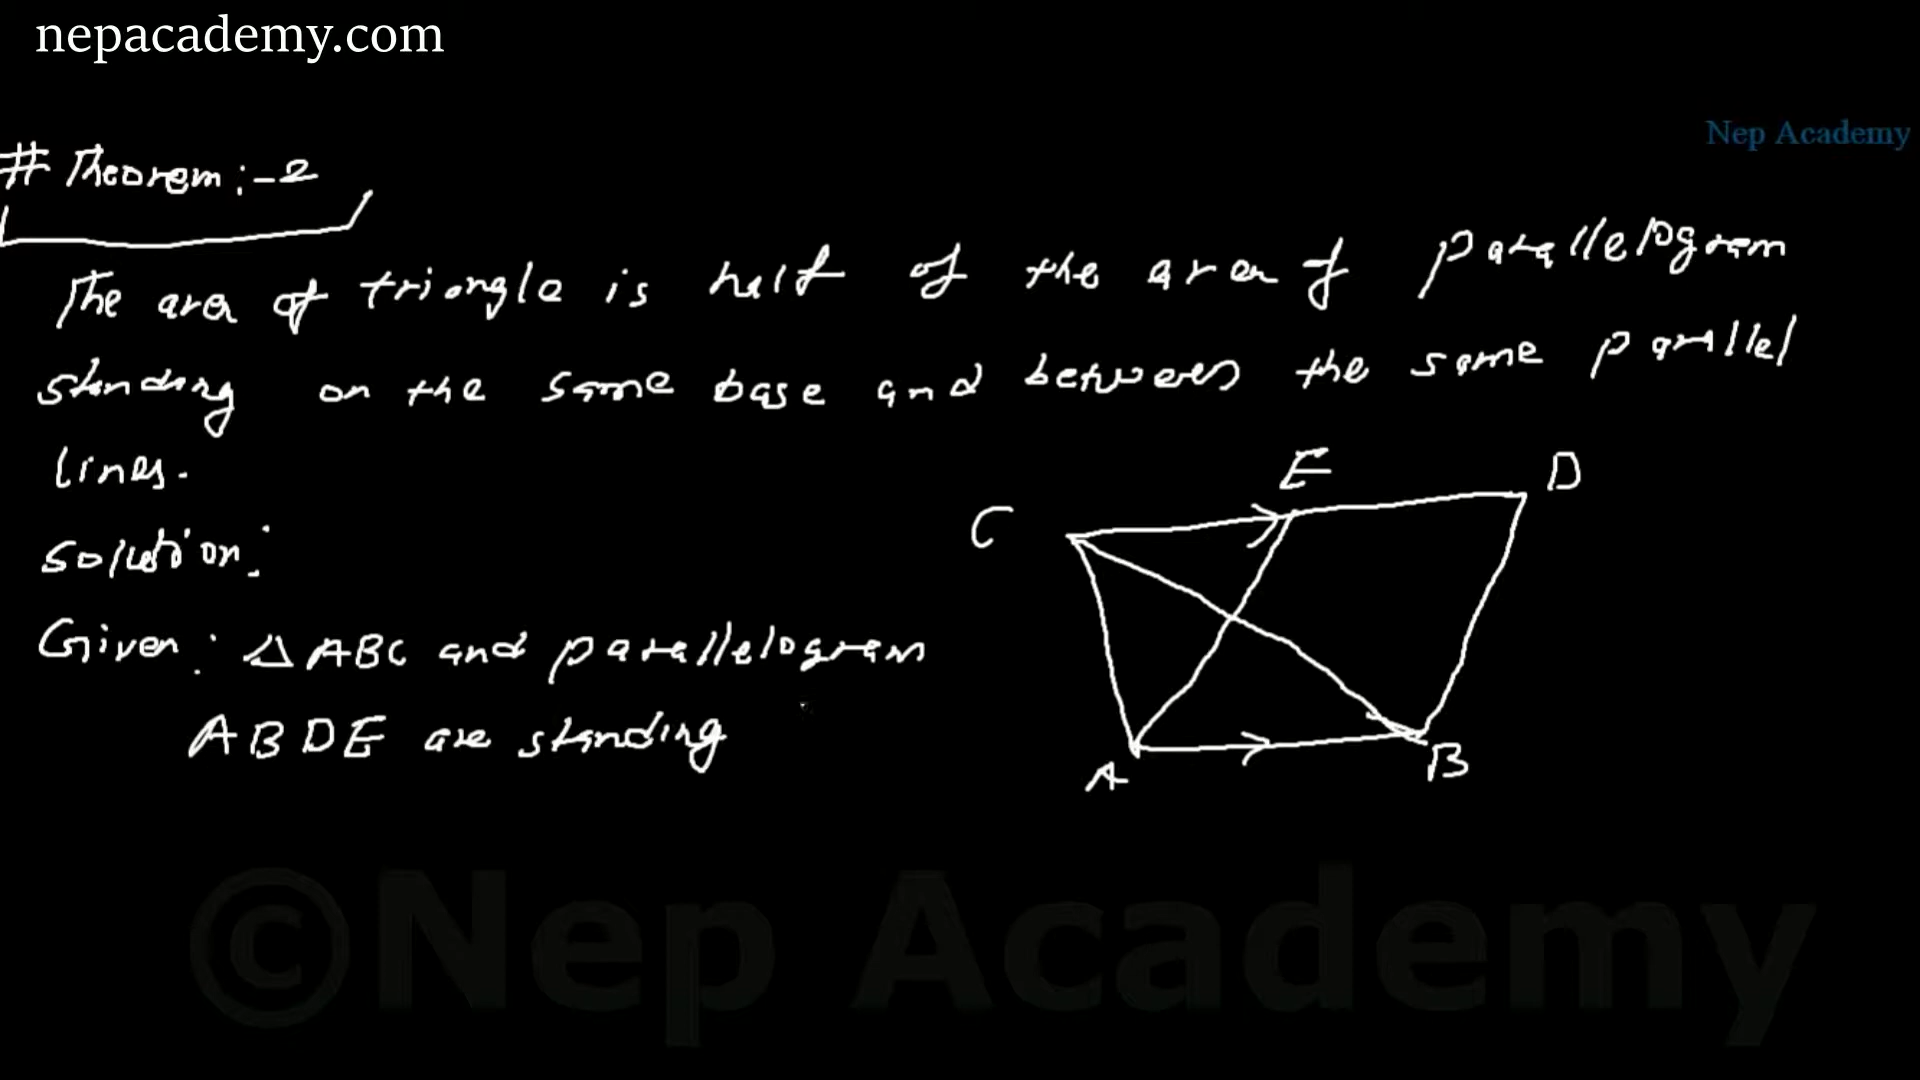 nepacademy.com
Nep Academy
# Theorem:-2
The area of triangle is half of the area of parallelogram
standing on the same base and between the same parallel
lines.
Solution:
Given: △ABC and parallelogram
ABDE are standing
C E D
A B
©Nep Academy